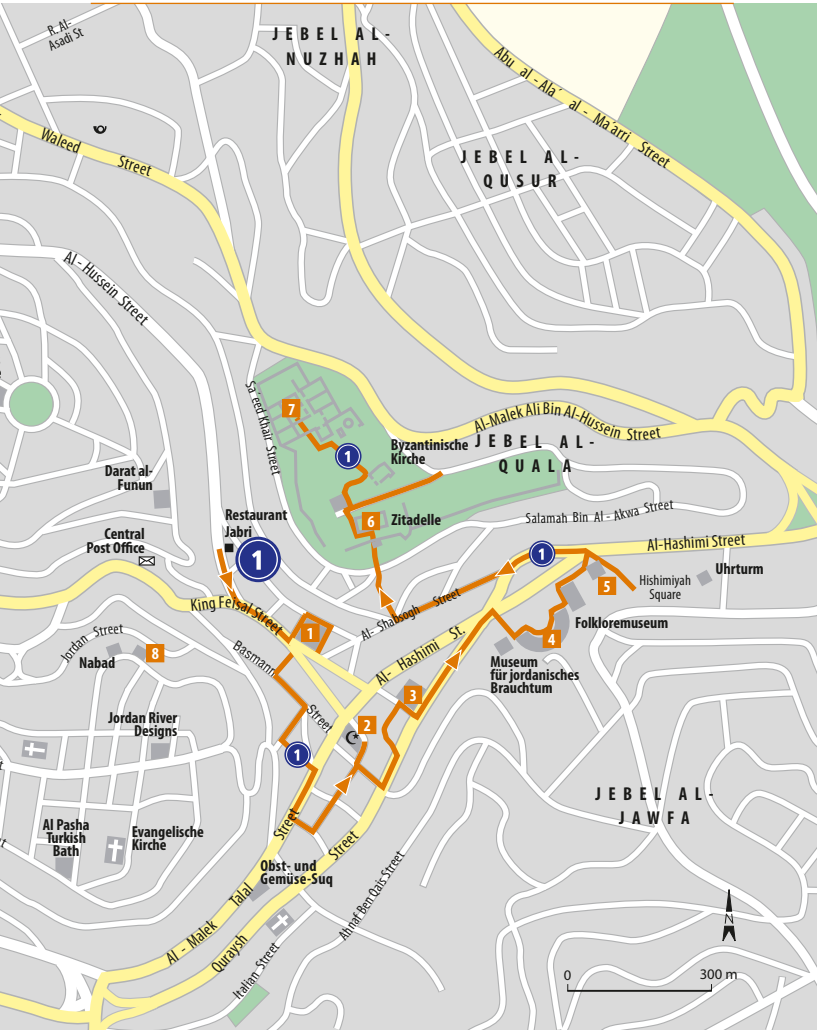 R. Al-
Asadi St
JEBEL AL-
NUZHAH
Abu al-Ala´ al-Ma´arri Street
Waleed Street
JEBEL AL-
QUSUR
Al-Hussein Street
Sa´eed Khair Street
7
1
Al-Malek Ali Bin Al-Hussein Street
Byzantinische
Kirche
JEBEL AL-
QUALA
Darat al-
Funun
Restaurant
Jabri
1
6
Zitadelle
Salamah Bin Al-Akwa Street
Central
Post Office
1
Al-Hashimi Street
Uhrturm
5
Hishimiyah
Square
King Feisal Street
1
Al-Shabsogh Street
Folkloremuseum
4
Jordan Street
8
Nabad
Basmann Street
Al-Hashimi St.
Museum
für jordanisches
Brauchtum
3
2
Jordan River
Designs
1
JEBEL AL-
JAWFA
Al Pasha
Turkish
Bath
Evangelische
Kirche
Obst- und
Gemüse-Suq
Al-Malek Talal Street
Quraysh Street
Ahnaf Ben Qais Street
Italian Street
N
0 300 m